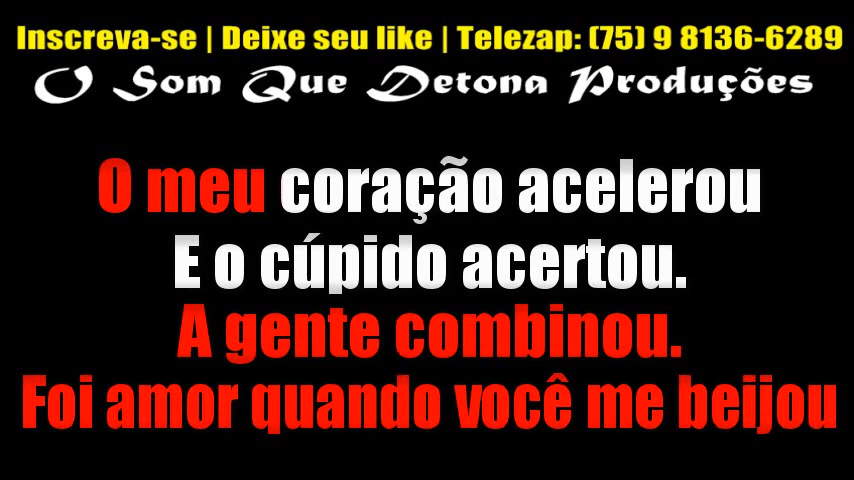 Inscreva-se | Deixe seu like | Telezap: (75) 9 8136-6289
O Som Que Detona Produções
O meu coração acelerou
E o cúpido acertou.
A gente combinou.
Foi amor quando você me beijou